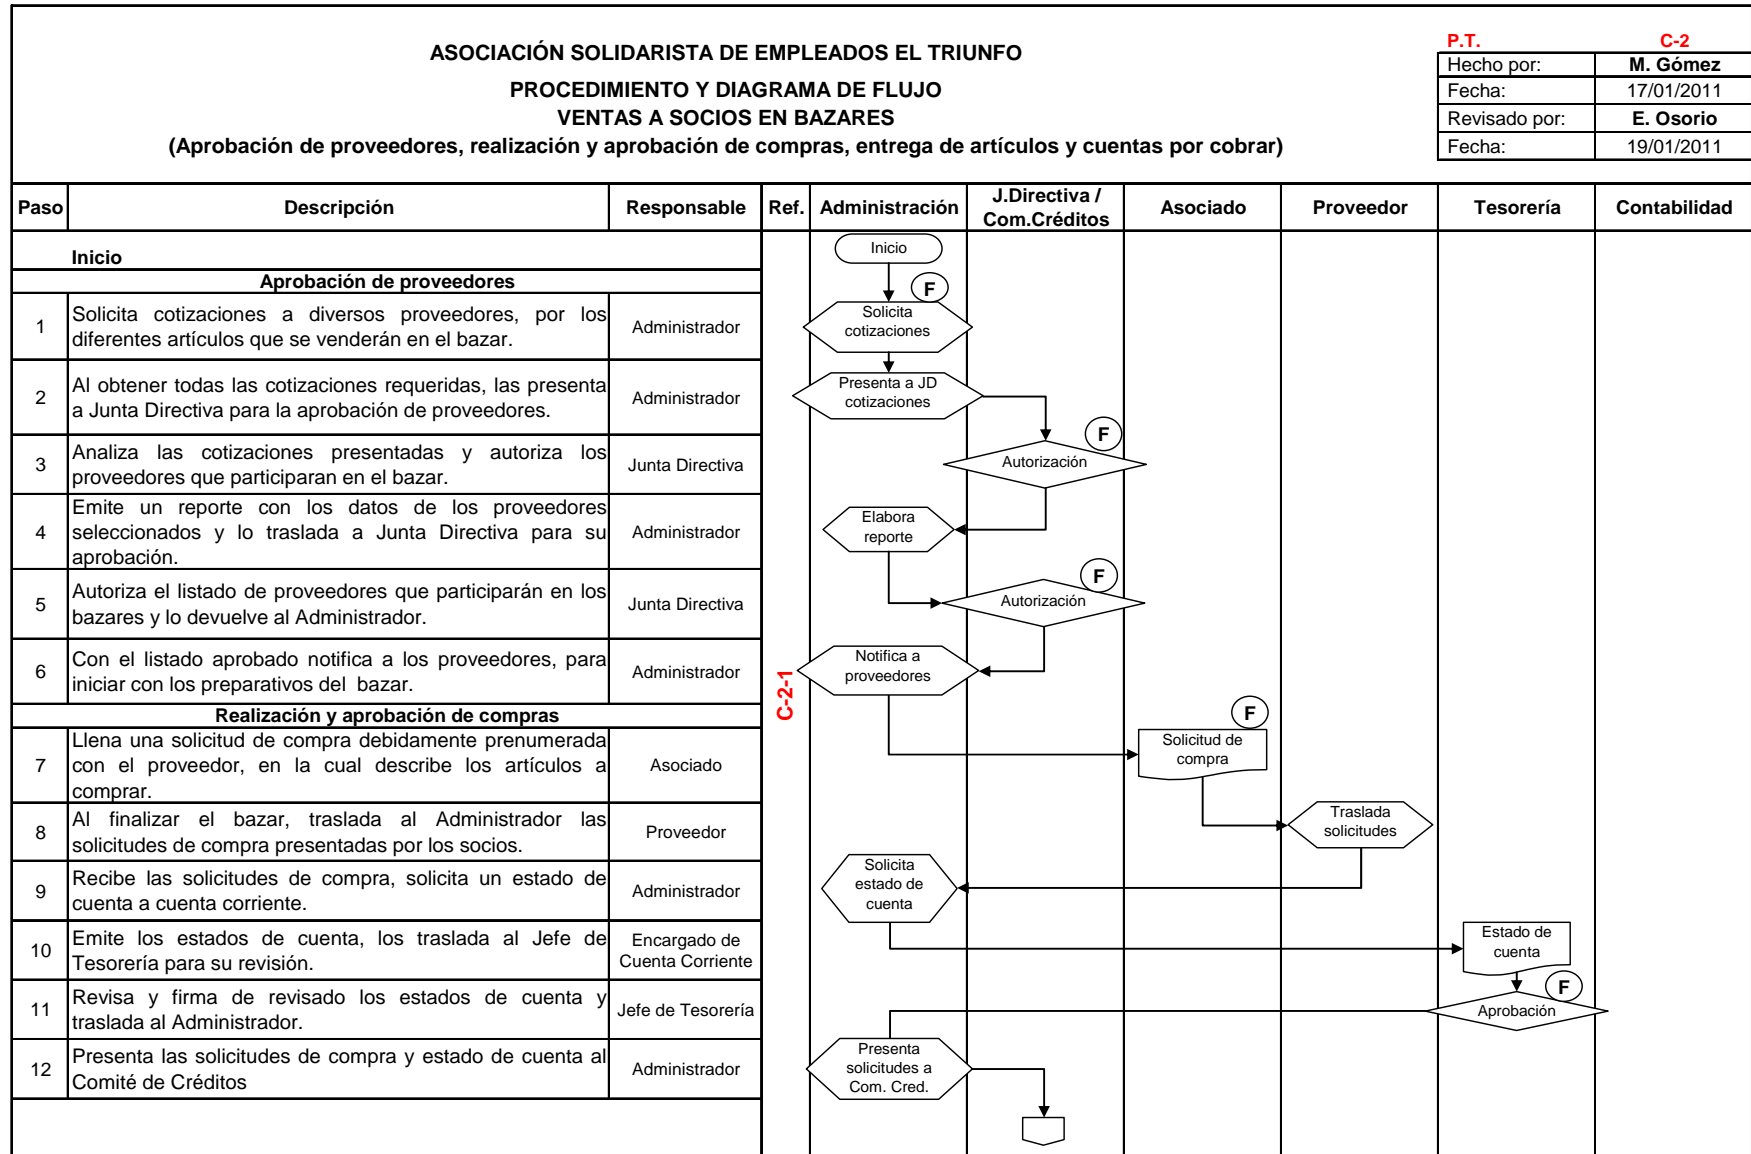 ASOCIACIÓN SOLIDARISTA DE EMPLEADOS EL TRIUNFO
PROCEDIMIENTO Y DIAGRAMA DE FLUJO
VENTAS A SOCIOS EN BAZARES
(Aprobación de proveedores, realización y aprobación de compras, entrega de artículos y cuentas por cobrar)
P.T. C-2
Hecho por: M. Gómez
Fecha: 17/01/2011
Revisado por: E. Osorio
Fecha: 19/01/2011
Paso Descripción Responsable Ref. Administración J.Directiva / Com.Créditos Asociado Proveedor Tesorería Contabilidad
Inicio
Aprobación de proveedores
1
Solicita cotizaciones a diversos proveedores, por los
diferentes artículos que se venderán en el bazar.
Administrador
2
Al obtener todas las cotizaciones requeridas, las presenta
a Junta Directiva para la aprobación de proveedores.
Administrador
3
Analiza las cotizaciones presentadas y autoriza los
proveedores que participaran en el bazar.
Junta Directiva
4
Emite un reporte con los datos de los proveedores
seleccionados y lo traslada a Junta Directiva para su
aprobación.
Administrador
5
Autoriza el listado de proveedores que participarán en los
bazares y lo devuelve al Administrador.
Junta Directiva
6
Con el listado aprobado notifica a los proveedores, para
iniciar con los preparativos del bazar.
Administrador
Realización y aprobación de compras
7
Llena una solicitud de compra debidamente prenumerada
con el proveedor, en la cual describe los artículos a
comprar.
Asociado
8
Al finalizar el bazar, traslada al Administrador las
solicitudes de compra presentadas por los socios.
Proveedor
9
Recibe las solicitudes de compra, solicita un estado de
cuenta a cuenta corriente.
Administrador
10
Emite los estados de cuenta, los traslada al Jefe de
Tesorería para su revisión.
Encargado de
Cuenta Corriente
11
Revisa y firma de revisado los estados de cuenta y
traslada al Administrador.
Jefe de Tesorería
12
Presenta las solicitudes de compra y estado de cuenta al
Comité de Créditos
Administrador
C-2-1
Inicio
F
Solicita
cotizaciones
Presenta a JD
cotizaciones
F
Autorización
Elabora
reporte
F
Autorización
Notifica a
proveedores
F
Solicitud de
compra
Traslada
solicitudes
Solicita
estado de
cuenta
Estado de
cuenta
F
Aprobación
Presenta
solicitudes a
Com. Cred.